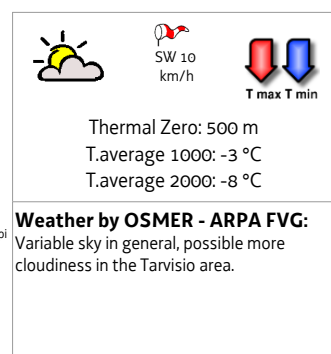 SW 10
km/h
T max T min
Thermal Zero: 500 m
T.average 1000: -3 °C
T.average 2000: -8 °C
Weather by OSMER - ARPA FVG:
Variable sky in general, possible more
cloudiness in the Tarvisio area.